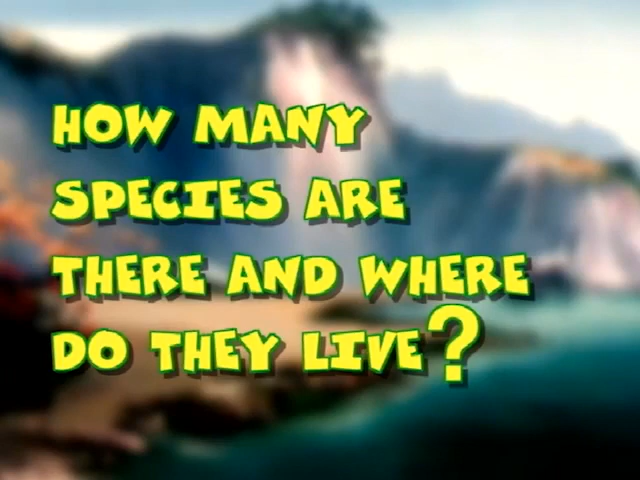 HOW MANY
SPECIES ARE
THERE AND WHERE
DO THEY LIVE?